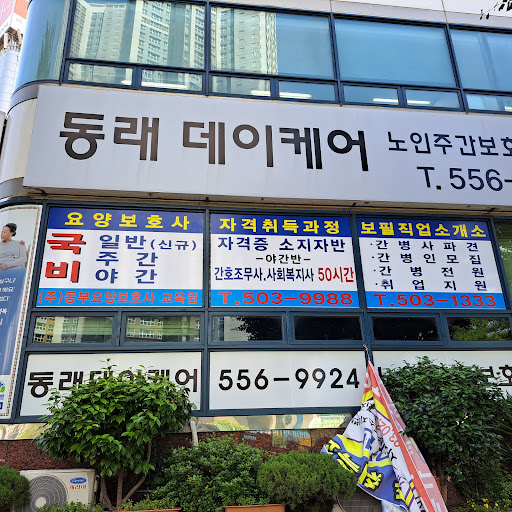 동래 데이케어 노인주간보호
T. 556-
요양보호사
국비
일반(신규)
주간
야간
(주)동부요양보호사 교육원
자격취득과정
자격증 소지자반
-야간반-
간호조무사,사회복지사 50시간
T. 503-9988
보필직업소개소
·간병사파견
·간병인모집
·간병전원
·취업지원
T. 503-1333
동래데이케어 556-9924